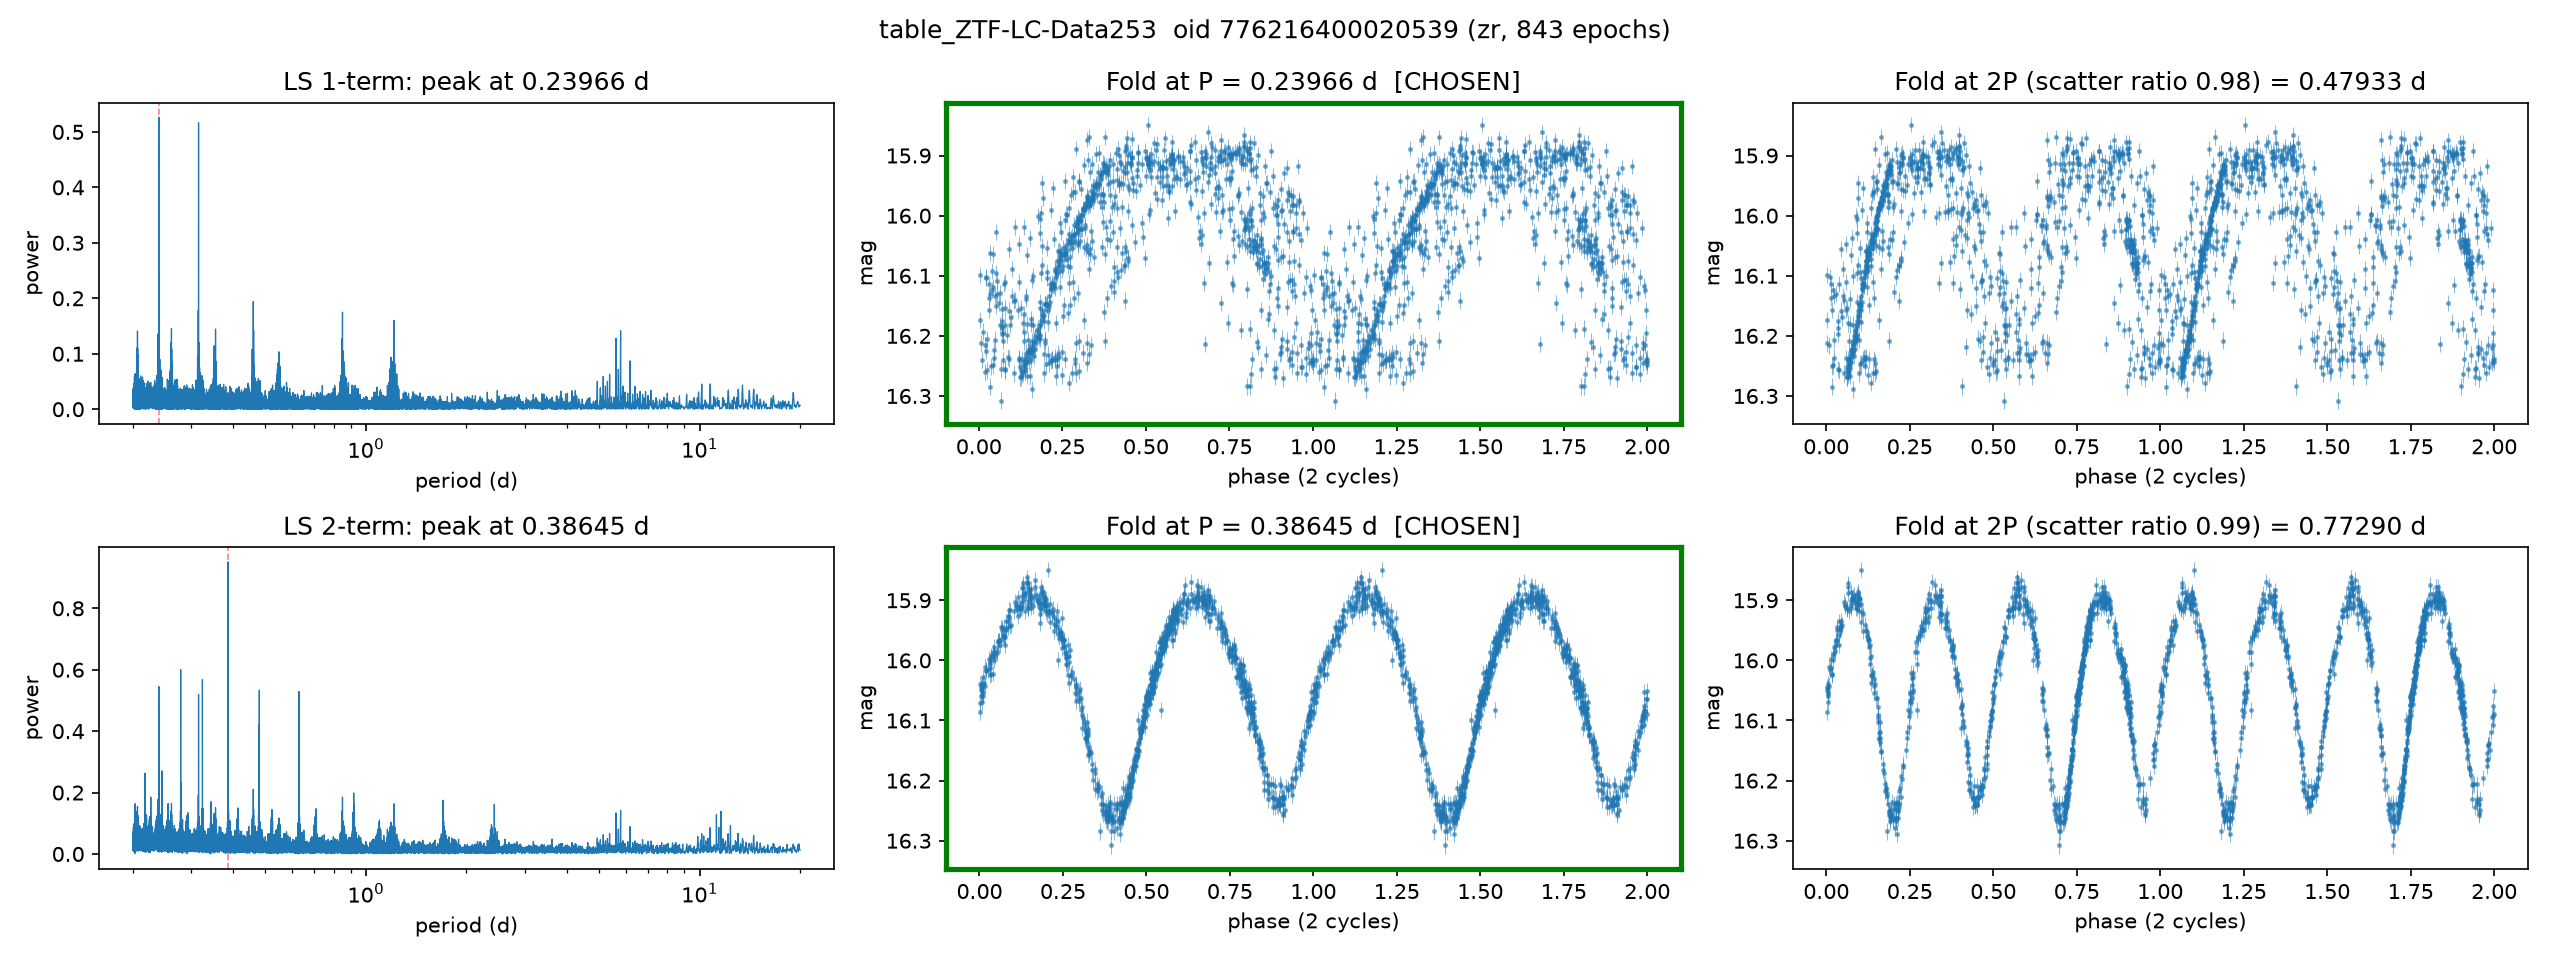 table_ZTF-LC-Data253  oid 776216400020539 (zr, 843 epochs)
LS 1-term: peak at 0.23966 d
power
0.5
0.4
0.3
0.2
0.1
0.0
10⁰
10¹
period (d)
Fold at P = 0.23966 d  [CHOSEN]
mag
15.9
16.0
16.1
16.2
16.3
0.00 0.25 0.50 0.75 1.00 1.25 1.50 1.75 2.00
phase (2 cycles)
Fold at 2P (scatter ratio 0.98) = 0.47933 d
mag
15.9
16.0
16.1
16.2
16.3
0.00 0.25 0.50 0.75 1.00 1.25 1.50 1.75 2.00
phase (2 cycles)
LS 2-term: peak at 0.38645 d
power
0.8
0.6
0.4
0.2
0.0
10⁰
10¹
period (d)
Fold at P = 0.38645 d  [CHOSEN]
mag
15.9
16.0
16.1
16.2
16.3
0.00 0.25 0.50 0.75 1.00 1.25 1.50 1.75 2.00
phase (2 cycles)
Fold at 2P (scatter ratio 0.99) = 0.77290 d
mag
15.9
16.0
16.1
16.2
16.3
0.00 0.25 0.50 0.75 1.00 1.25 1.50 1.75 2.00
phase (2 cycles)